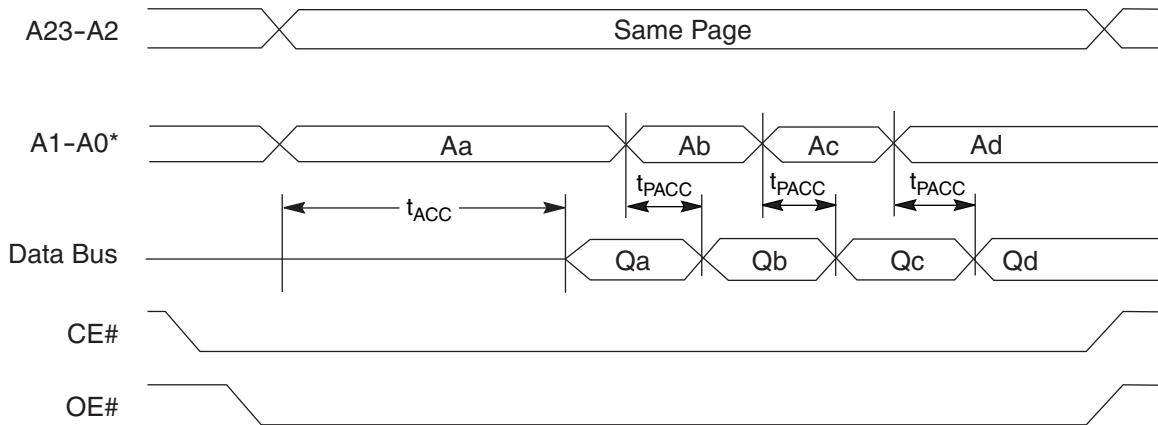 A23–A2 Same Page
A1–A0* Aa Ab Ac Ad
tPACC tPACC tPACC
tACC
Data Bus Qa Qb Qc Qd
CE#
OE#